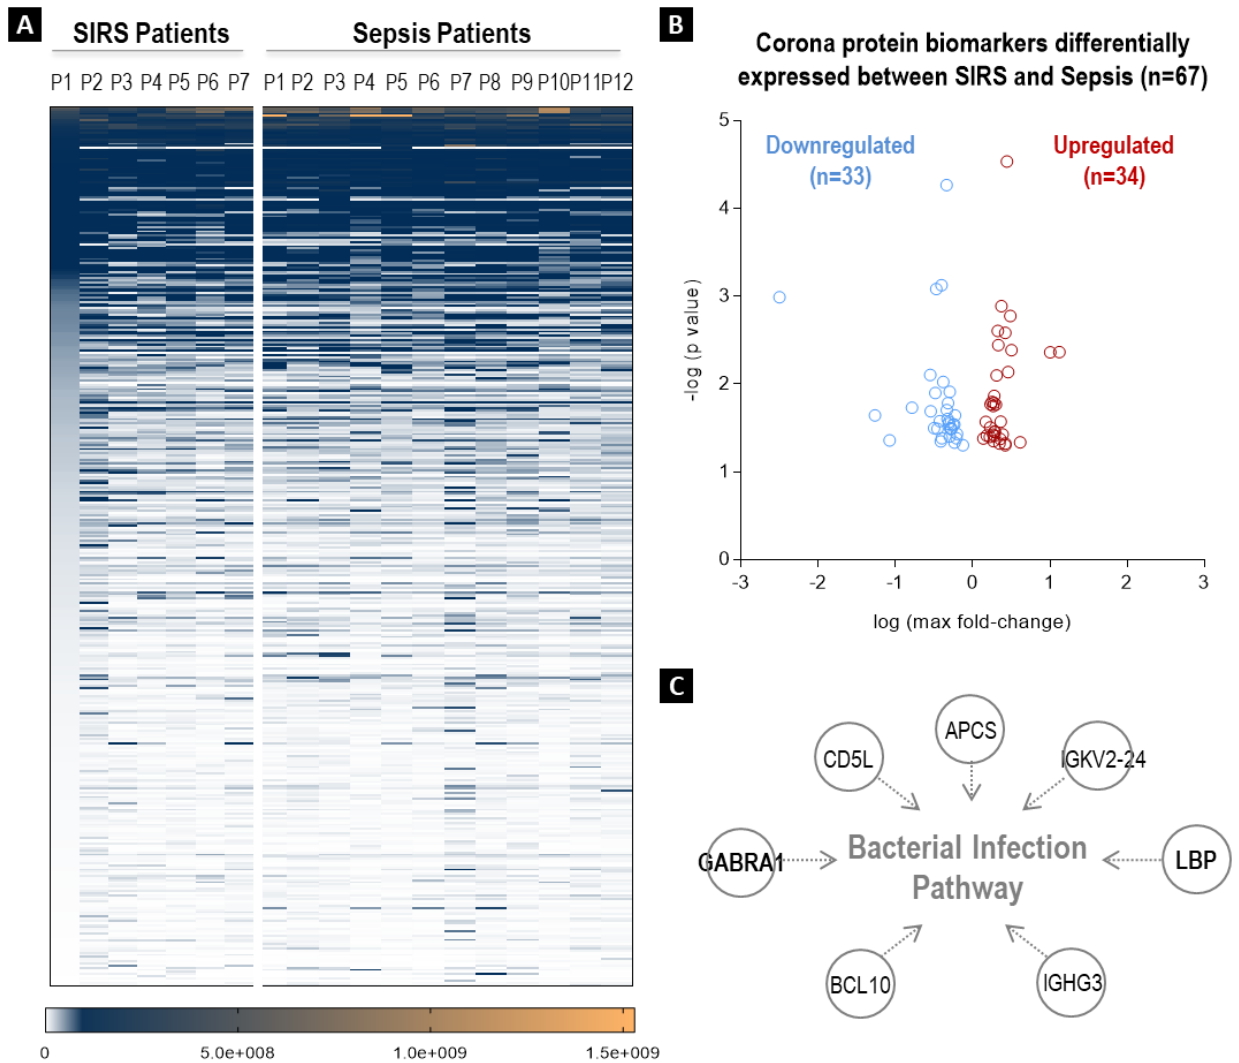 A
SIRS Patients
Sepsis Patients
P1 P2 P3 P4 P5 P6 P7
P1 P2 P3 P4 P5 P6 P7 P8 P9 P10 P11 P12
0
5.0e+008
1.0e+009
1.5e+009
B
Corona protein biomarkers differentially
expressed between SIRS and Sepsis (n=67)
Downregulated
(n=33)
Upregulated
(n=34)
-log (p value)
5
4
3
2
1
0
-3 -2 -1 0 1 2 3
log (max fold-change)
C
APCS
CD5L
IGKV2-24
GABRA1
Bacterial Infection
Pathway
LBP
BCL10
IGHG3